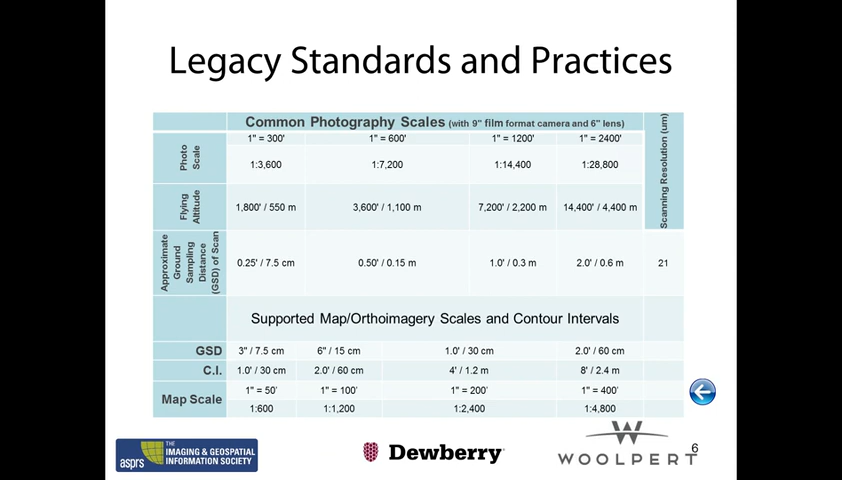 Legacy Standards and Practices
Common Photography Scales (with 9" film format camera and 6" lens)
Scanning Resolution (um)
Photo Scale
1" = 300' 1" = 600' 1" = 1200' 1" = 2400'
1:3,600 1:7,200 1:14,400 1:28,800
Flying Altitude
1,800' / 550 m 3,600' / 1,100 m 7,200' / 2,200 m 14,400' / 4,400 m
Approximate
Ground
Sampling
Distance
(GSD) of Scan
0.25' / 7.5 cm 0.50' / 0.15 m 1.0' / 0.3 m 2.0' / 0.6 m 21
Supported Map/Orthoimagery Scales and Contour Intervals
GSD 3" / 7.5 cm 6" / 15 cm 1.0' / 30 cm 2.0' / 60 cm
C.I. 1.0' / 30 cm 2.0' / 60 cm 4' / 1.2 m 8' / 2.4 m
Map Scale
1" = 50' 1" = 100' 1" = 200' 1" = 400'
1:600 1:1,200 1:2,400 1:4,800
asprs THE
IMAGING & GEOSPATIAL
INFORMATION SOCIETY
Dewberry
WOOLPERT
6